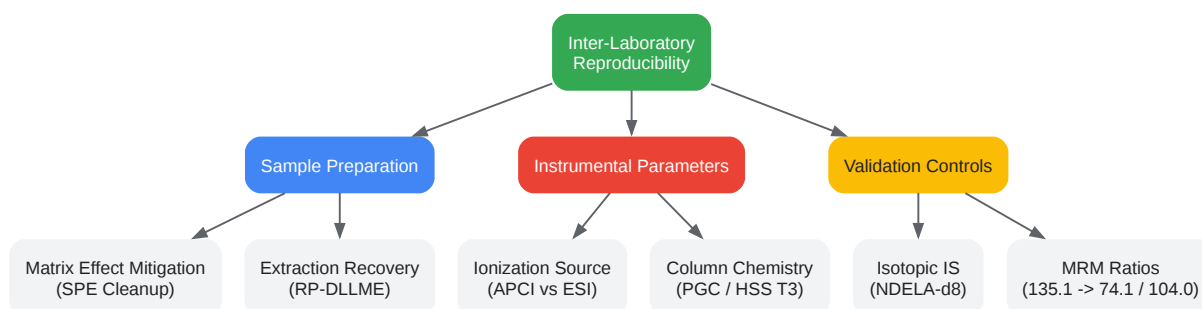 Inter-Laboratory
Reproducibility
Sample Preparation
Instrumental Parameters
Validation Controls
Matrix Effect Mitigation
(SPE Cleanup)
Extraction Recovery
(RP-DLLME)
Ionization Source
(APCI vs ESI)
Column Chemistry
(PGC / HSS T3)
Isotopic IS
(NDELA-d8)
MRM Ratios
(135.1 -> 74.1 / 104.0)